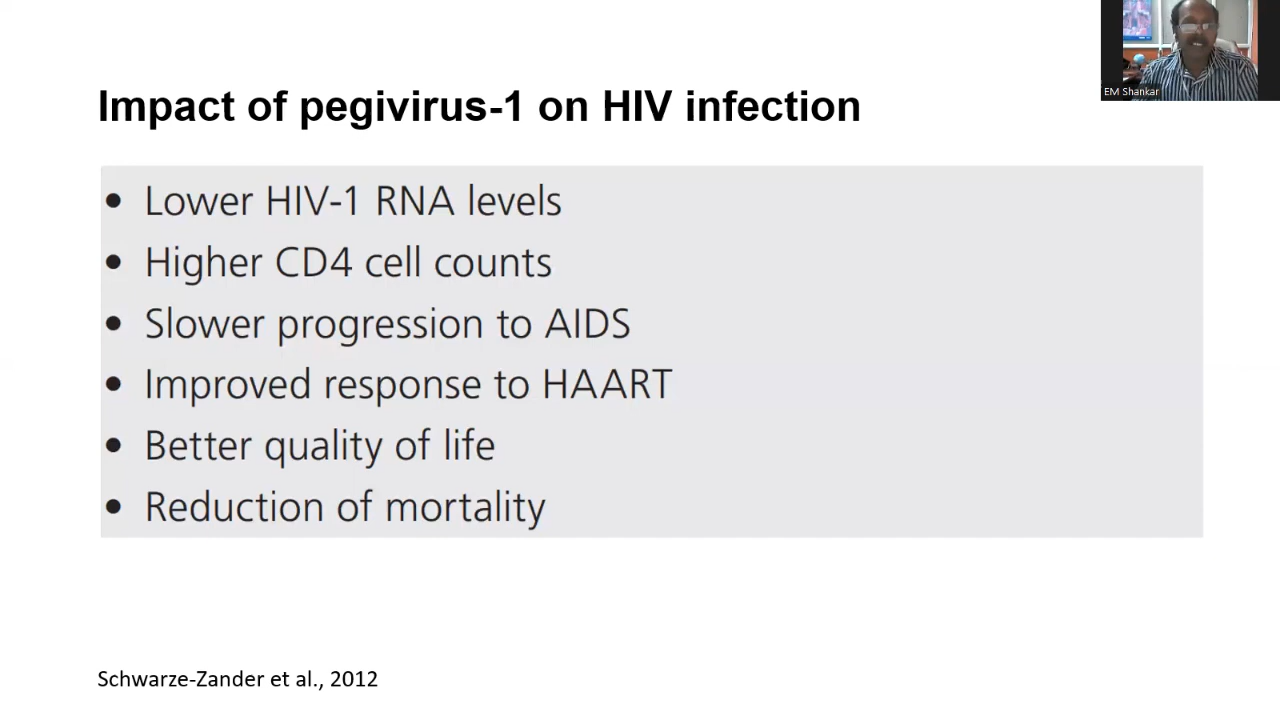 EM Shankar
Impact of pegivirus-1 on HIV infection
• Lower HIV-1 RNA levels
• Higher CD4 cell counts
• Slower progression to AIDS
• Improved response to HAART
• Better quality of life
• Reduction of mortality
Schwarze-Zander et al., 2012